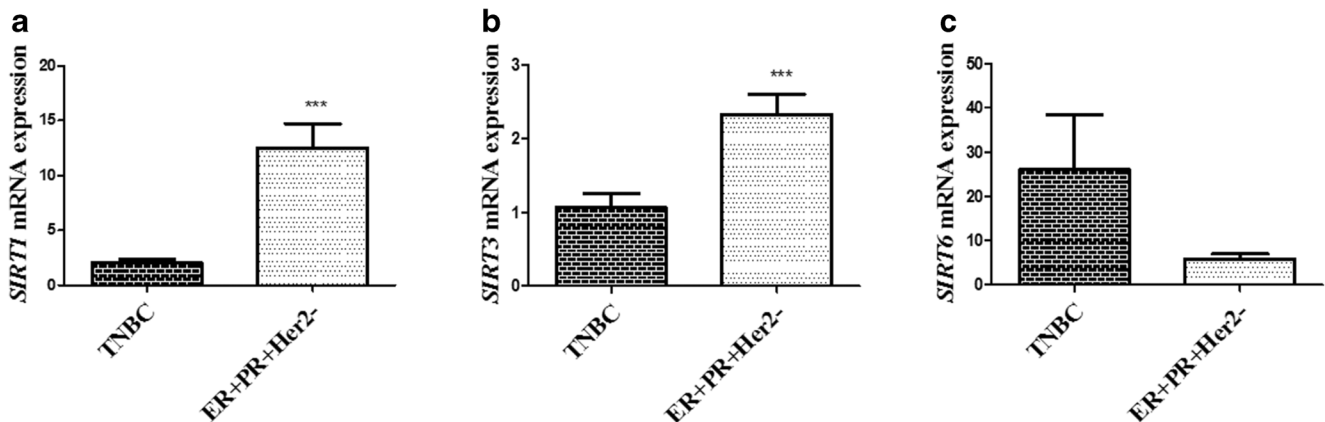 a
SIRT1 mRNA expression
20
15
10
5
0
***
TNBC
ER+PR+Her2-
b
SIRT3 mRNA expression
3
2
1
0
***
TNBC
ER+PR+Her2-
c
SIRT6 mRNA expression
50
40
30
20
10
0
TNBC
ER+PR+Her2-